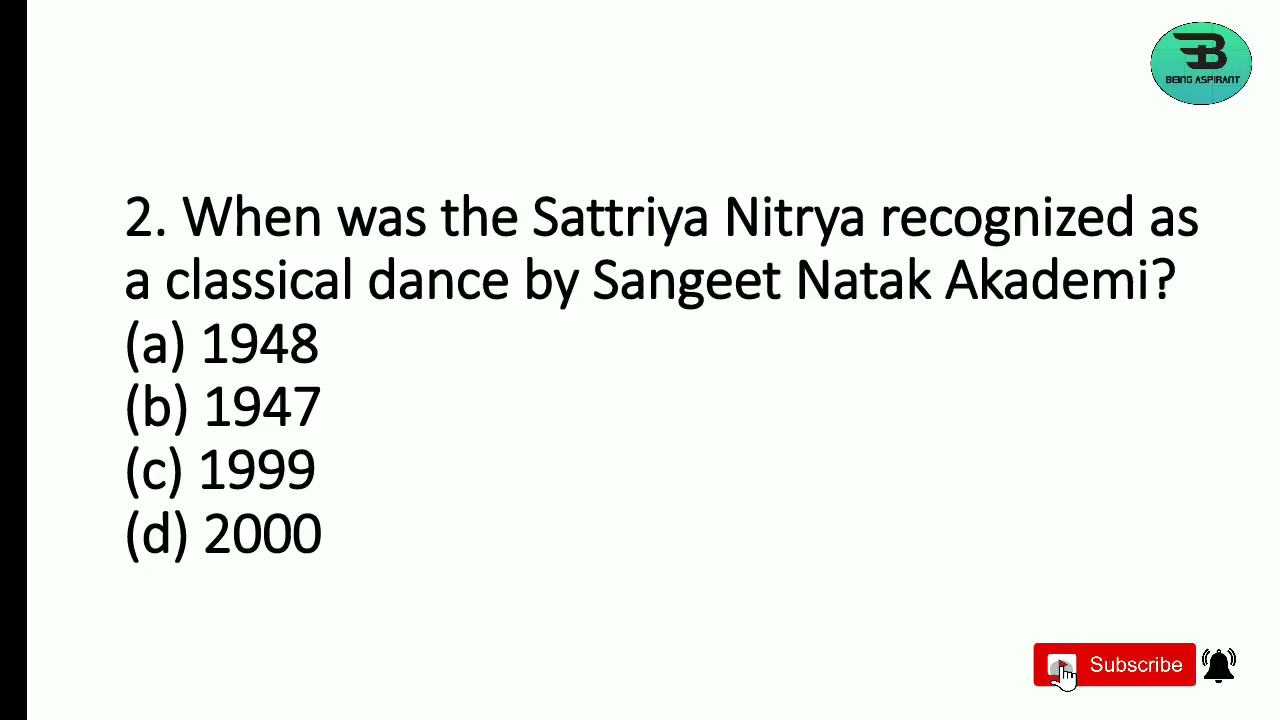 BEING ASPIRANT
2. When was the Sattriya Nitrya recognized as
a classical dance by Sangeet Natak Akademi?
(a) 1948
(b) 1947
(c) 1999
(d) 2000
Subscribe